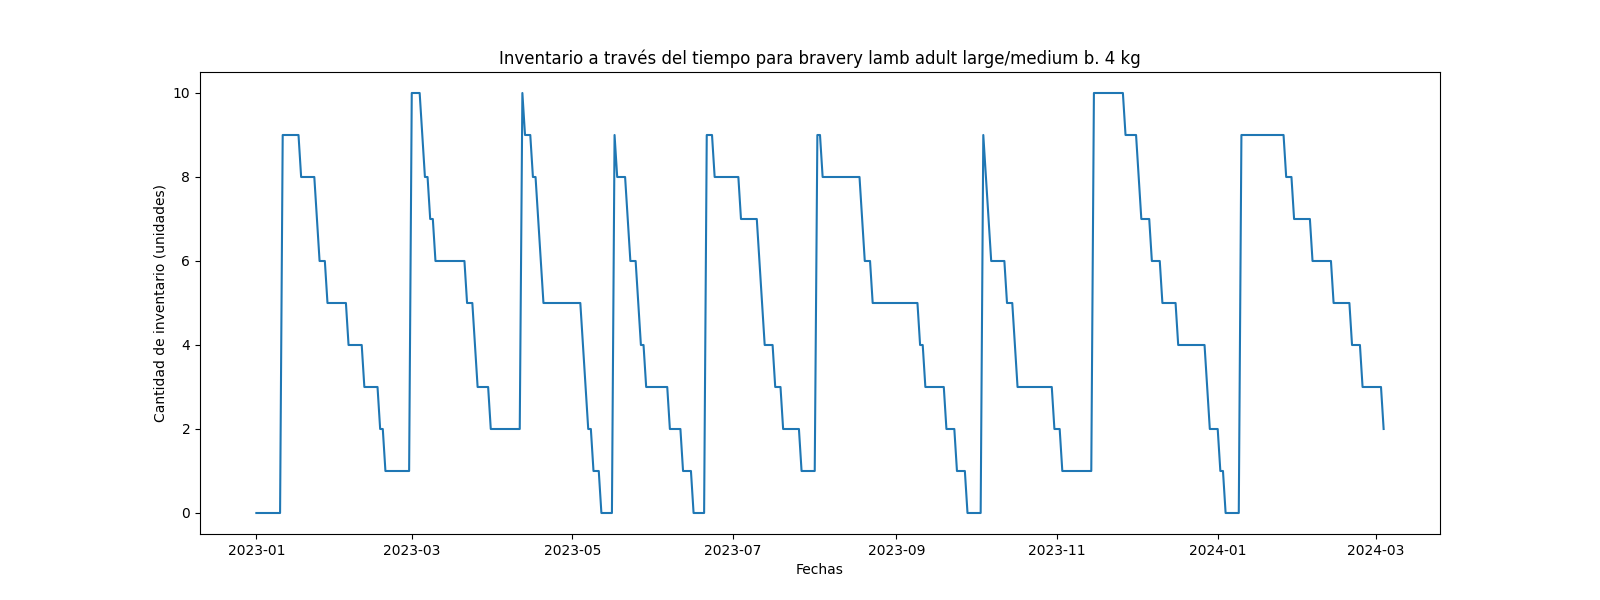 Inventario a través del tiempo para bravery lamb adult large/medium b. 4 kg
Cantidad de inventario (unidades)
10
8
6
4
2
0
2023-01 2023-03 2023-05 2023-07 2023-09 2023-11 2024-01 2024-03
Fechas